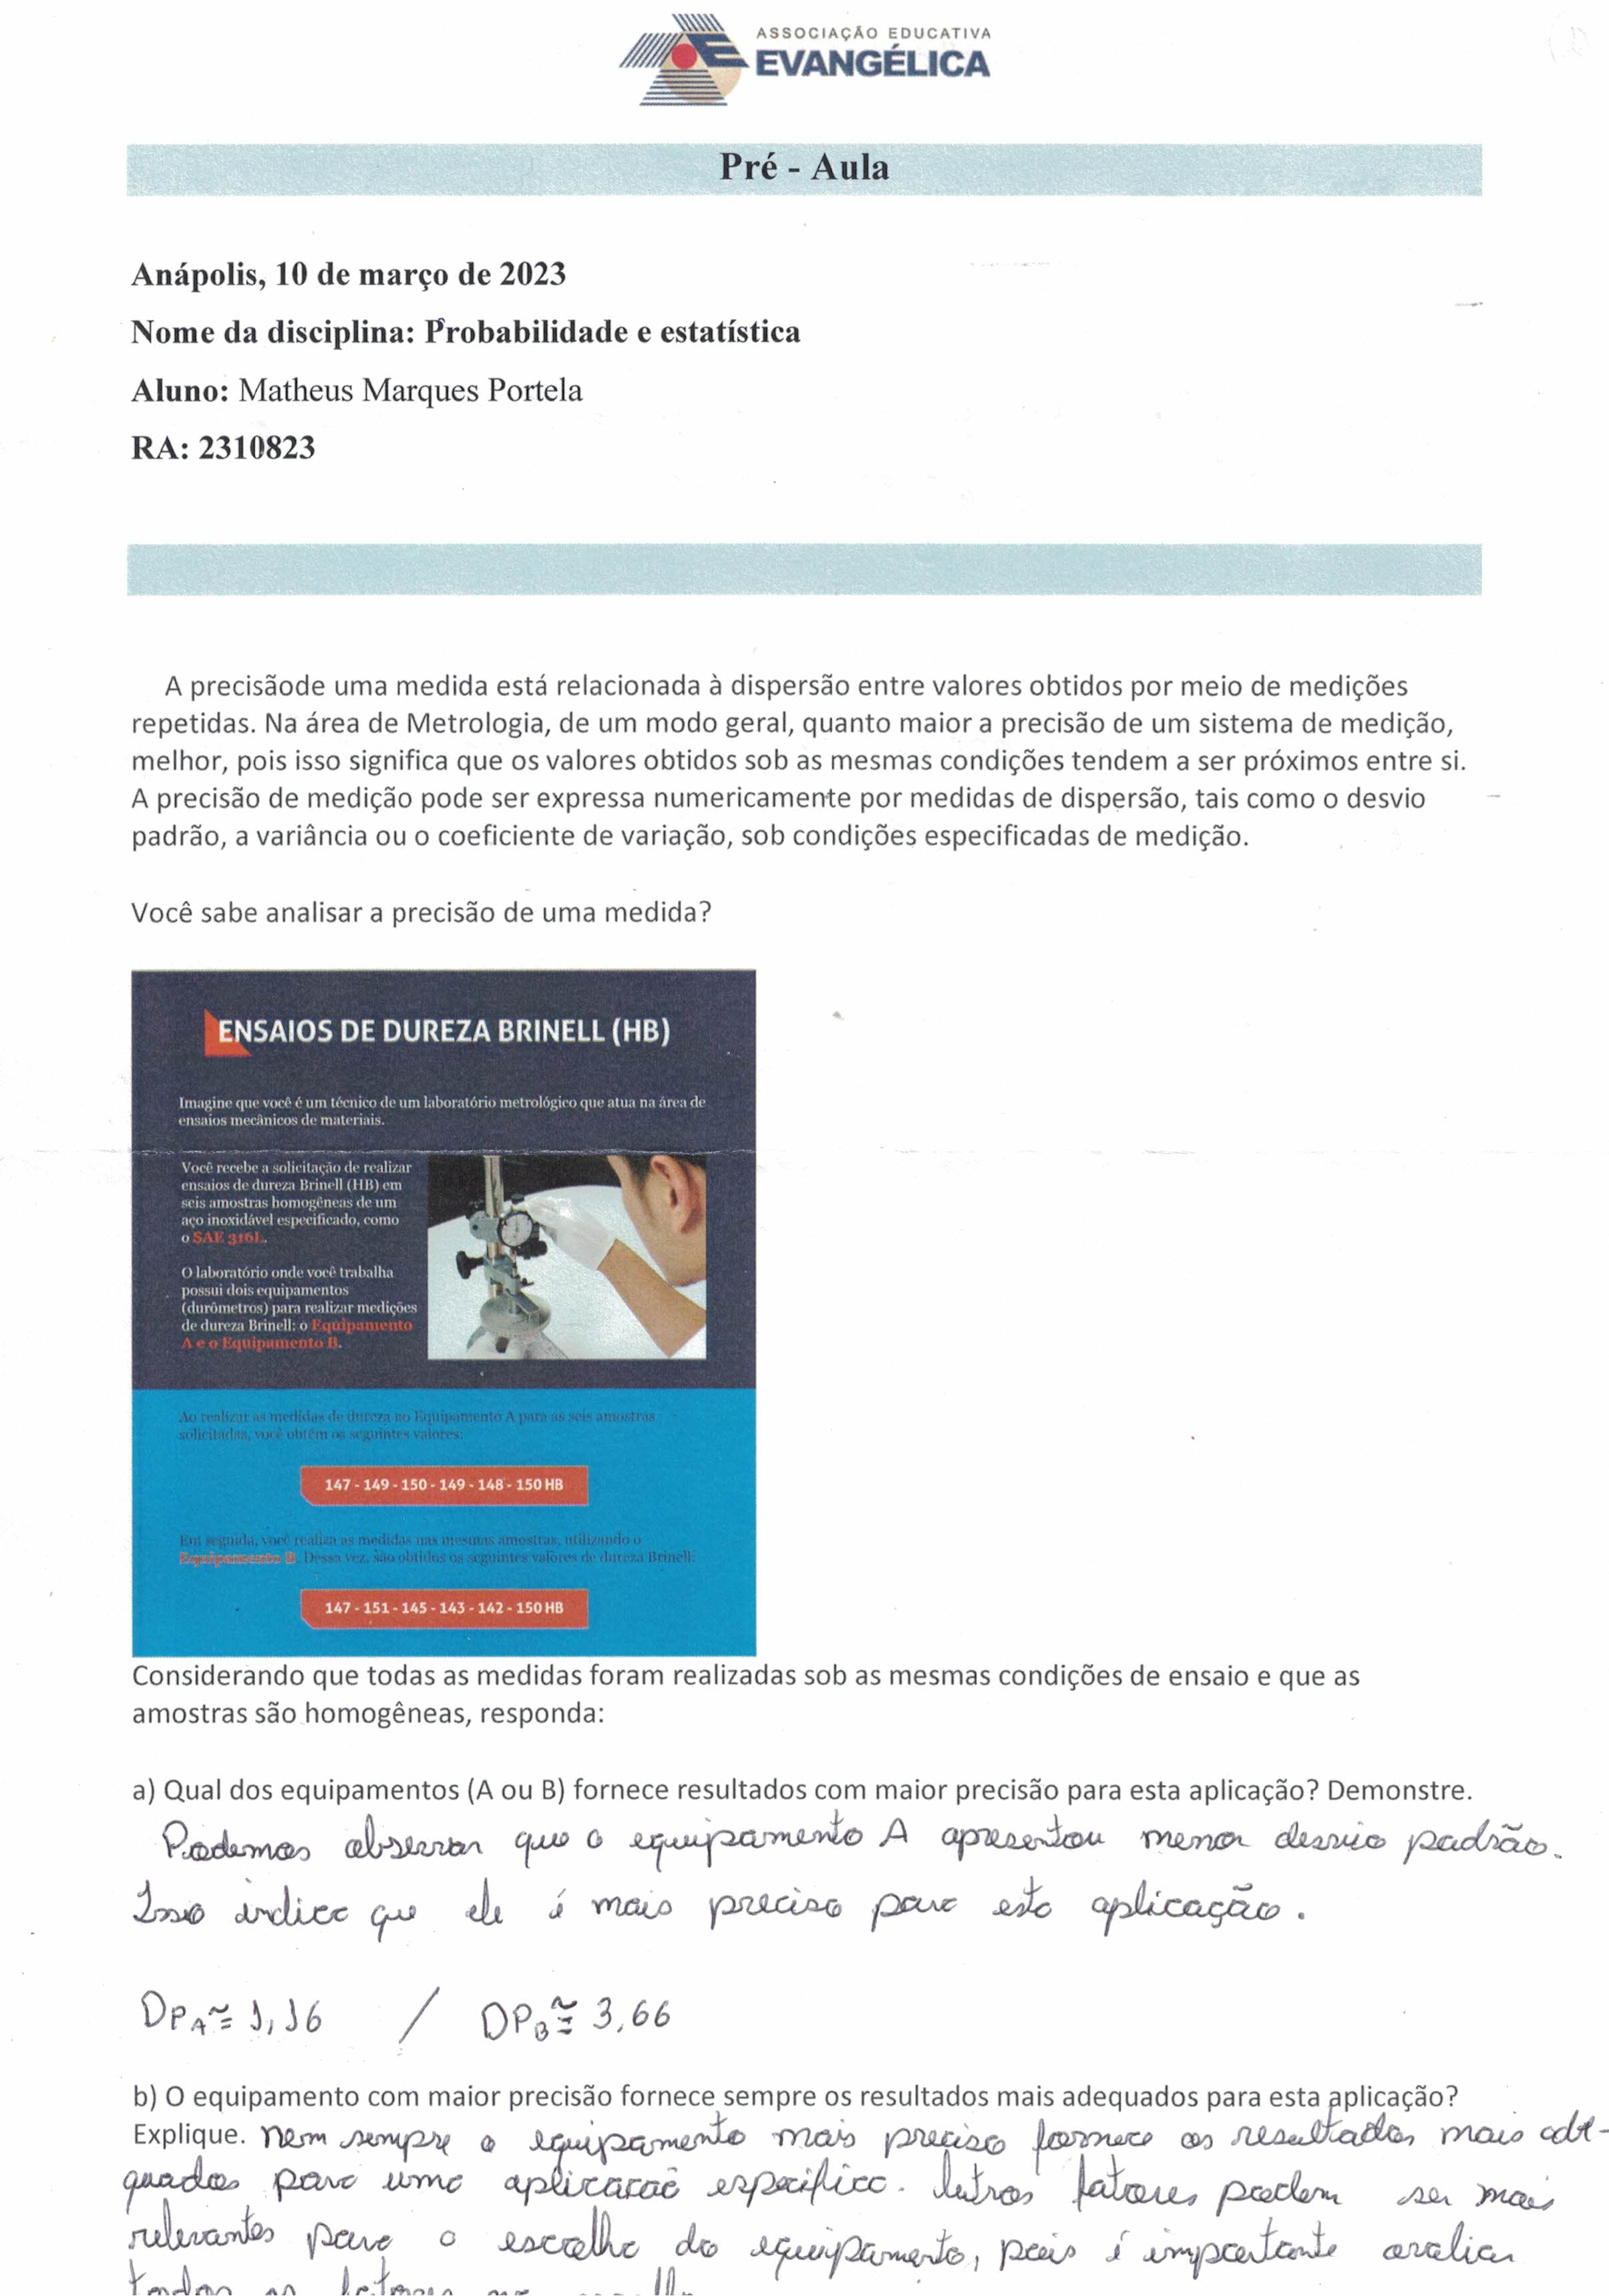 ASSOCIAÇÃO EDUCATIVA
EVANGÉLICA
Pré - Aula
Anápolis, 10 de março de 2023
Nome da disciplina: Probabilidade e estatística
Aluno: Matheus Marques Portela
RA: 2310823
A precisãode uma medida está relacionada à dispersão entre valores obtidos por meio de medições
repetidas. Na área de Metrologia, de um modo geral, quanto maior a precisão de um sistema de medição,
melhor, pois isso significa que os valores obtidos sob as mesmas condições tendem a ser próximos entre si.
A precisão de medição pode ser expressa numericamente por medidas de dispersão, tais como o desvio
padrão, a variância ou o coeficiente de variação, sob condições especificadas de medição.
Você sabe analisar a precisão de uma medida?
ENSAIOS DE DUREZA BRINELL (HB)
Imagine que você é um técnico de um laboratório metrológico que atua na área de
ensaios mecânicos de materiais.
Você recebe a solicitação de realizar
ensaios de dureza Brinell (HB) em
seis amostras homogêneas de um
aço inoxidável especificado, como
o SAE 316L.
O laboratório onde você trabalha
possui dois equipamentos
(durômetros) para realizar medições
de dureza Brinell: o Equipamento
A e o Equipamento B.
Ao realizar as medidas de dureza no Equipamento A para as seis amostras
solicitadas, você obtém os seguintes valores:
147 - 149 - 150 - 149 - 148 - 150 HB
Em seguida, você realiza as medidas nas mesmas amostras, utilizando o
Equipamento B. Dessa vez, são obtidos os seguintes valores de dureza Brinell:
147 - 151 - 145 - 143 - 142 - 150 HB
Considerando que todas as medidas foram realizadas sob as mesmas condições de ensaio e que as
amostras são homogêneas, responda:
a) Qual dos equipamentos (A ou B) fornece resultados com maior precisão para esta aplicação? Demonstre.
Podemos observar que o equipamento A apresentou menor desvio padrão.
Isso indica que ele é mais preciso para esta aplicação.
DPA ≅ 1,16 / DPB ≅ 3,66
b) O equipamento com maior precisão fornece sempre os resultados mais adequados para esta aplicação?
Explique. Nem sempre o equipamento mais preciso fornece os resultados mais ade-
quados para uma aplicacaõ especifica. Outros fatores podem ser mais
relevantes para a escolha do equipamento, pois é importante avaliar
todos os fatores na